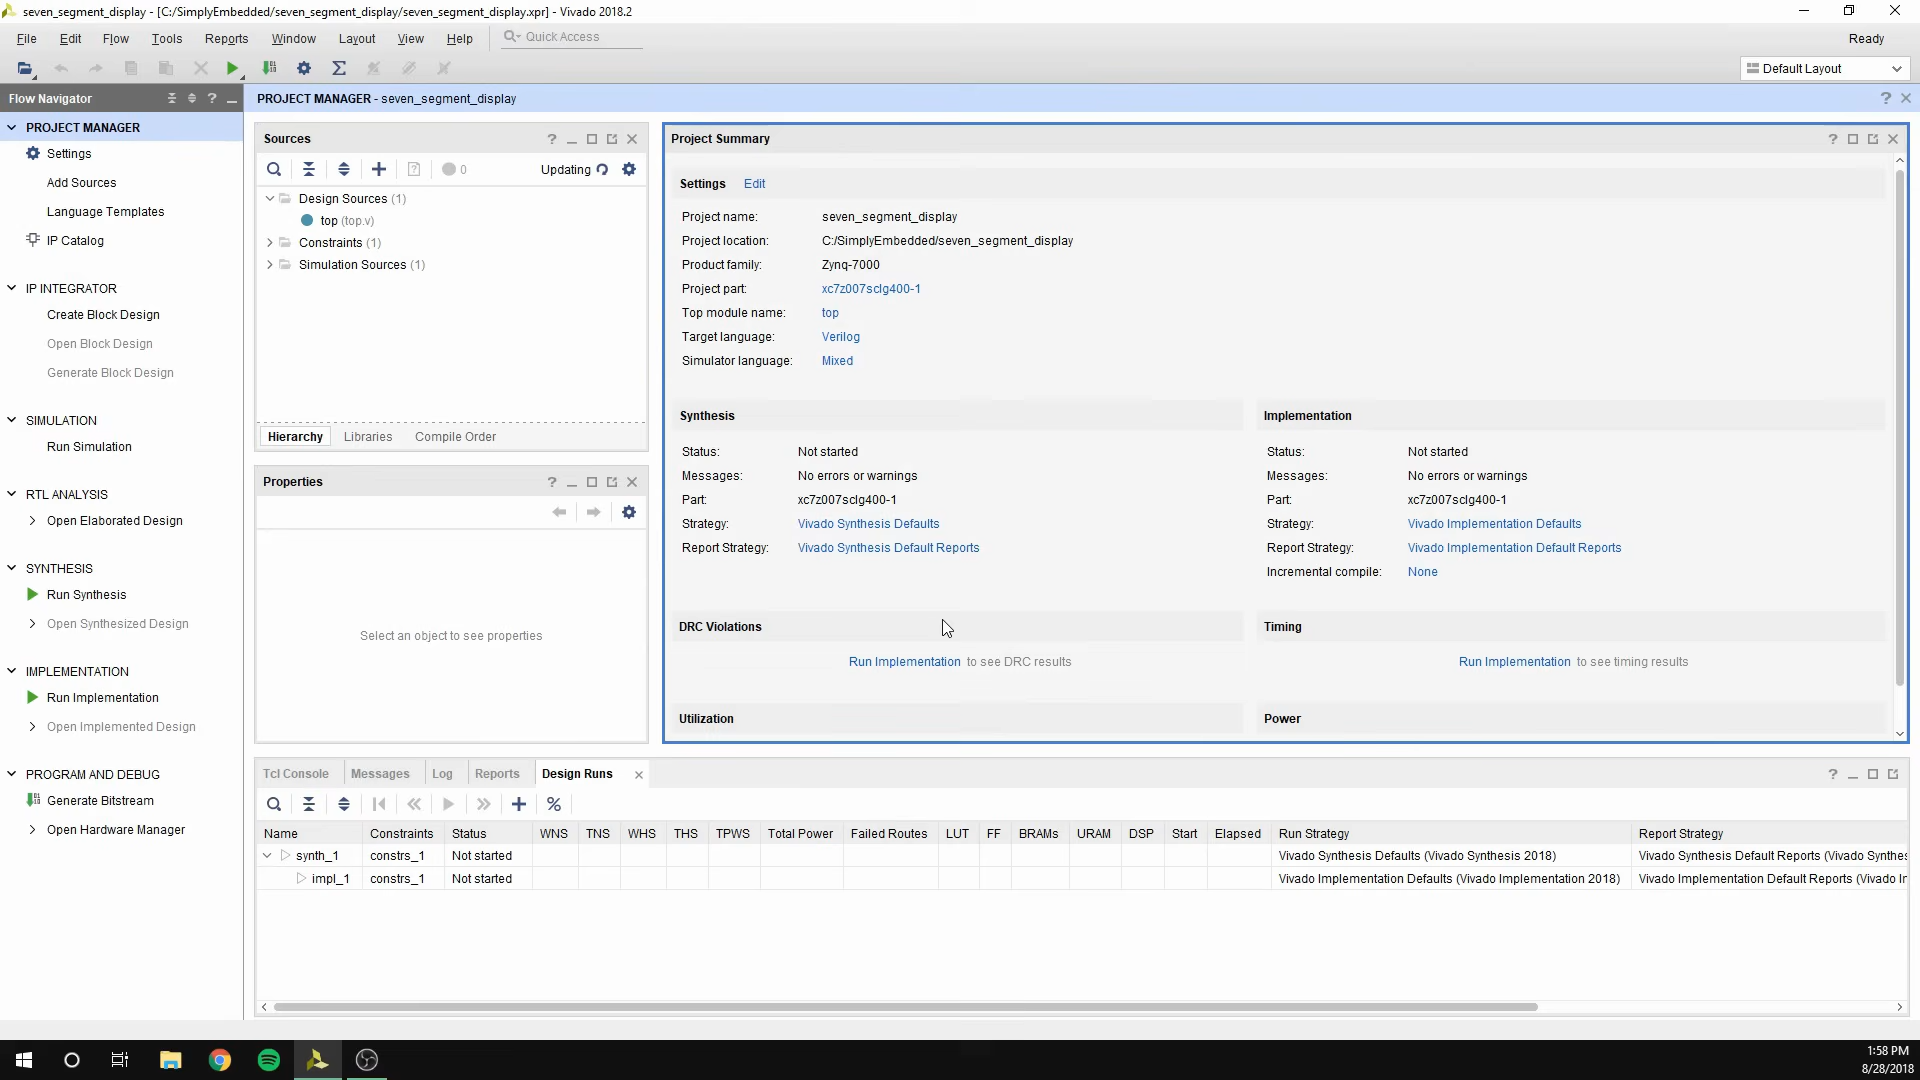 seven_segment_display - [C:/SimplyEmbedded/seven_segment_display/seven_segment_display.xpr] - Vivado 2018.2
File Edit Flow Tools Reports Window Layout View Help Quick Access
Ready
Default Layout
Flow Navigator
PROJECT MANAGER
Settings
Add Sources
Language Templates
IP Catalog
IP INTEGRATOR
Create Block Design
Open Block Design
Generate Block Design
SIMULATION
Run Simulation
RTL ANALYSIS
Open Elaborated Design
SYNTHESIS
Run Synthesis
Open Synthesized Design
IMPLEMENTATION
Run Implementation
Open Implemented Design
PROGRAM AND DEBUG
Generate Bitstream
Open Hardware Manager
PROJECT MANAGER - seven_segment_display
Sources
0 Updating
Design Sources (1)
top (top.v)
Constraints (1)
Simulation Sources (1)
Hierarchy Libraries Compile Order
Properties
Select an object to see properties
Project Summary
Settings Edit
Project name: seven_segment_display
Project location: C:/SimplyEmbedded/seven_segment_display
Product family: Zynq-7000
Project part: xc7z007sclg400-1
Top module name: top
Target language: Verilog
Simulator language: Mixed
Synthesis
Status: Not started
Messages: No errors or warnings
Part: xc7z007sclg400-1
Strategy: Vivado Synthesis Defaults
Report Strategy: Vivado Synthesis Default Reports
Implementation
Status: Not started
Messages: No errors or warnings
Part: xc7z007sclg400-1
Strategy: Vivado Implementation Defaults
Report Strategy: Vivado Implementation Default Reports
Incremental compile: None
DRC Violations
Run Implementation to see DRC results
Timing
Run Implementation to see timing results
Utilization
Power
Tcl Console Messages Log Reports Design Runs
Name Constraints Status WNS TNS WHS THS TPWS Total Power Failed Routes LUT FF BRAMs URAM DSP Start Elapsed Run Strategy Report Strategy
synth_1 constrs_1 Not started Vivado Synthesis Defaults (Vivado Synthesis 2018) Vivado Synthesis Default Reports (Vivado Synthes
impl_1 constrs_1 Not started Vivado Implementation Defaults (Vivado Implementation 2018) Vivado Implementation Default Reports (Vivado Ir
1:58 PM
8/28/2018